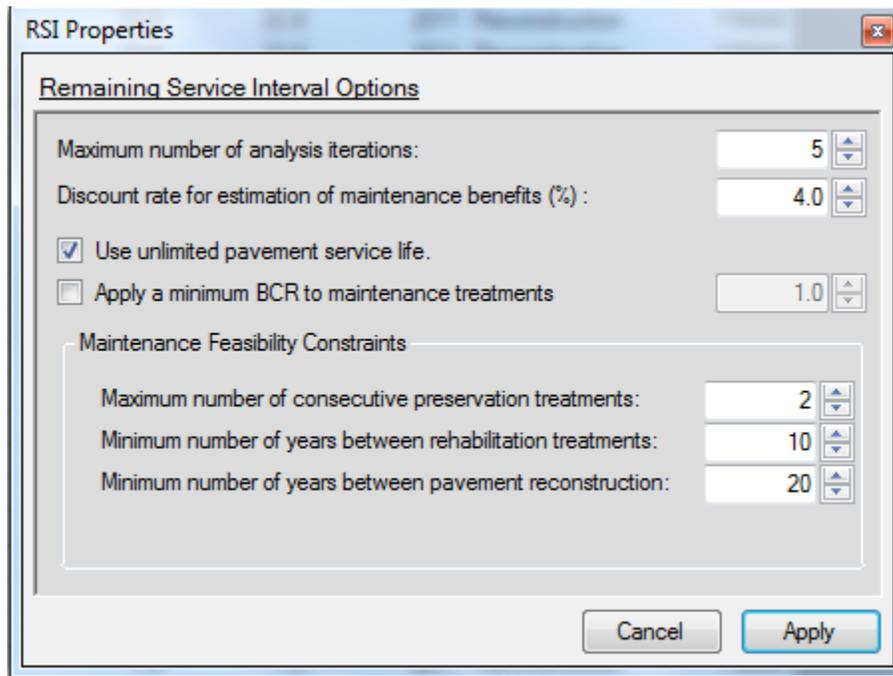 RSI Properties
Remaining Service Interval Options
Maximum number of analysis iterations: 5
Discount rate for estimation of maintenance benefits (%) : 4.0
Use unlimited pavement service life.
Apply a minimum BCR to maintenance treatments 1.0
Maintenance Feasibility Constraints
Maximum number of consecutive preservation treatments: 2
Minimum number of years between rehabilitation treatments: 10
Minimum number of years between pavement reconstruction: 20
Cancel Apply